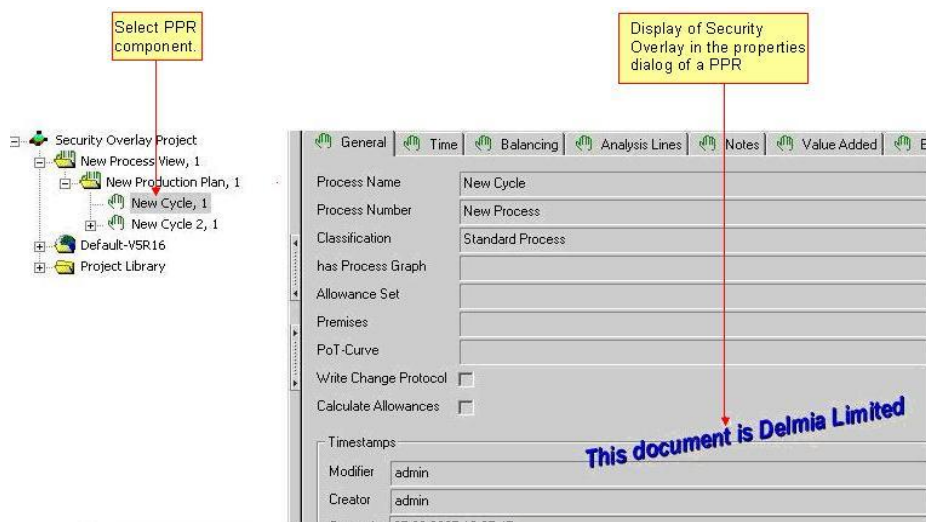 Select PPR
component.
Display of Security
Overlay in the properties
dialog of a PPR
Security Overlay Project
New Process View, 1
New Production Plan, 1
New Cycle, 1
New Cycle 2, 1
Default-V5R16
Project Library
General Time Balancing Analysis Lines Notes Value Added
Process Name New Cycle
Process Number New Process
Classification Standard Process
has Process Graph
Allowance Set
Premises
PoT-Curve
Write Change Protocol
Calculate Allowances
This document is Delmia Limited
Timestamps
Modifier admin
Creator admin